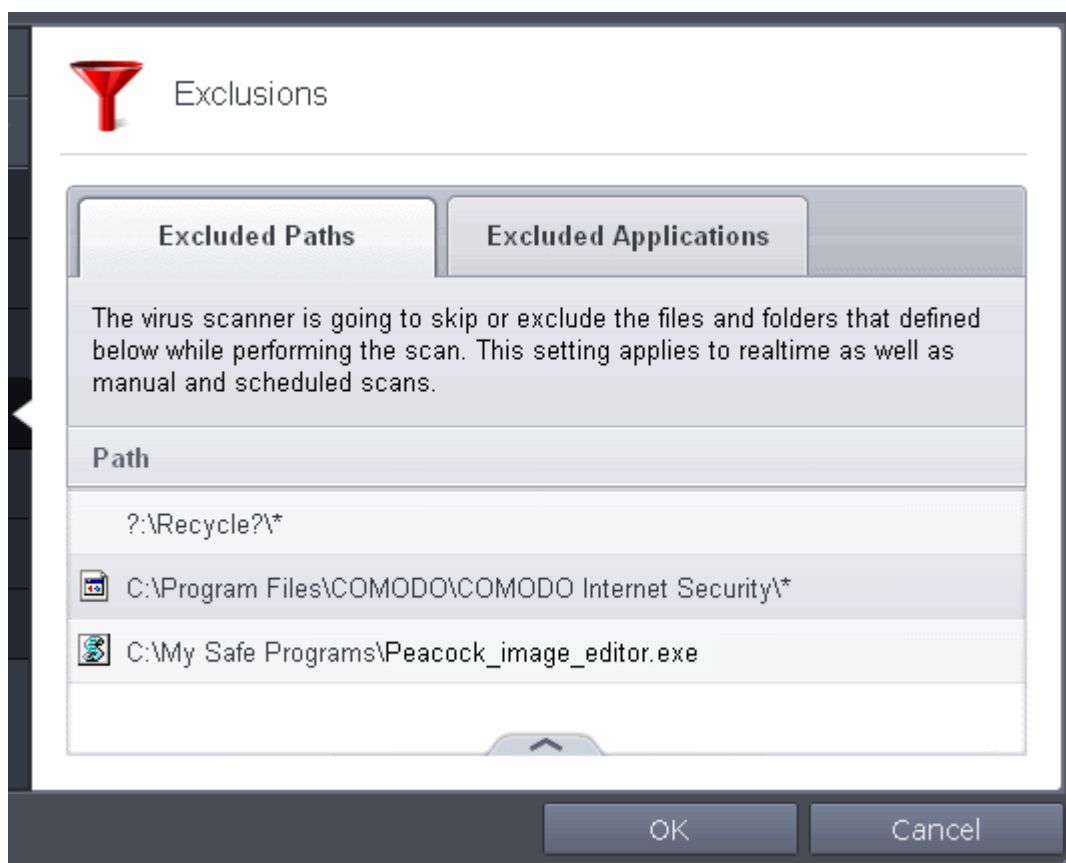 Exclusions
Excluded Paths
Excluded Applications
The virus scanner is going to skip or exclude the files and folders that defined
below while performing the scan. This setting applies to realtime as well as
manual and scheduled scans.
Path
?:\Recycle?\*
C:\Program Files\COMODO\COMODO Internet Security\*
C:\My Safe Programs\Peacock_image_editor.exe
OK
Cancel